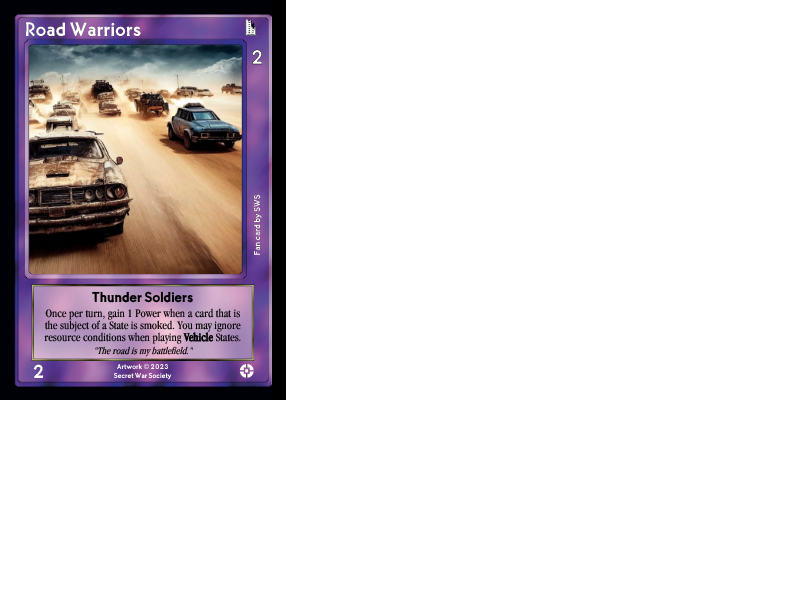 Road Warriors
2
Fan card by SWS
Thunder Soldiers
Once per turn, gain 1 Power when a card that is
the subject of a State is smoked. You may ignore
resource conditions when playing Vehicle States.
"The road is my battlefield."
2
Artwork © 2023
Secret War Society